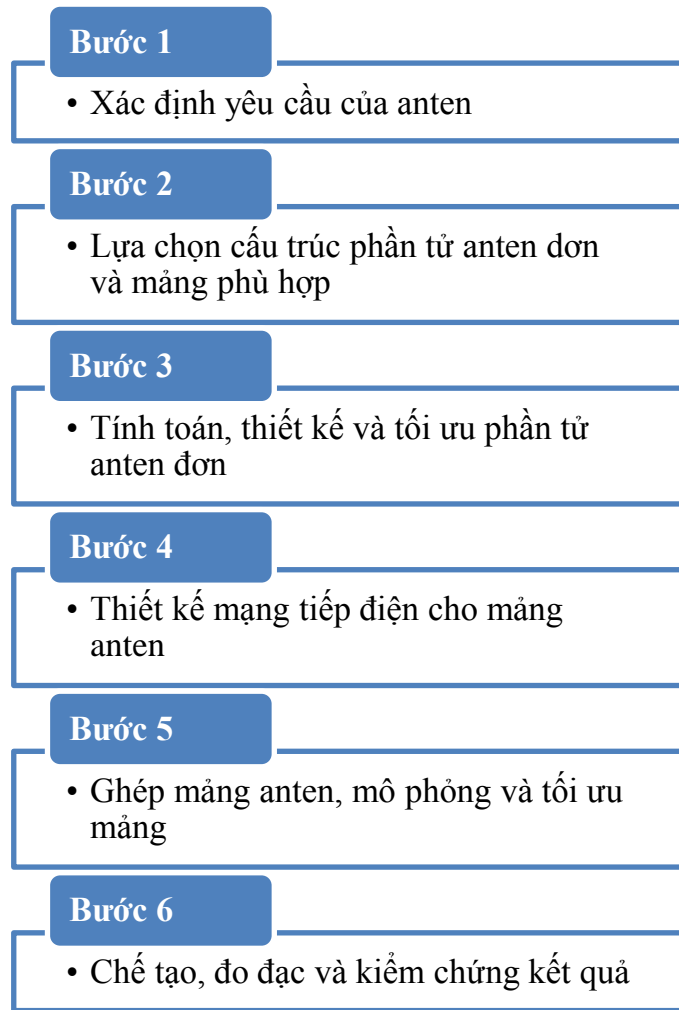 Bước 1
• Xác định yêu cầu của anten
Bước 2
• Lựa chọn cấu trúc phần tử anten dơn
và mảng phù hợp
Bước 3
• Tính toán, thiết kế và tối ưu phần tử
anten đơn
Bước 4
• Thiết kế mạng tiếp điện cho mảng
anten
Bước 5
• Ghép mảng anten, mô phỏng và tối ưu
mảng
Bước 6
• Chế tạo, đo đạc và kiểm chứng kết quả